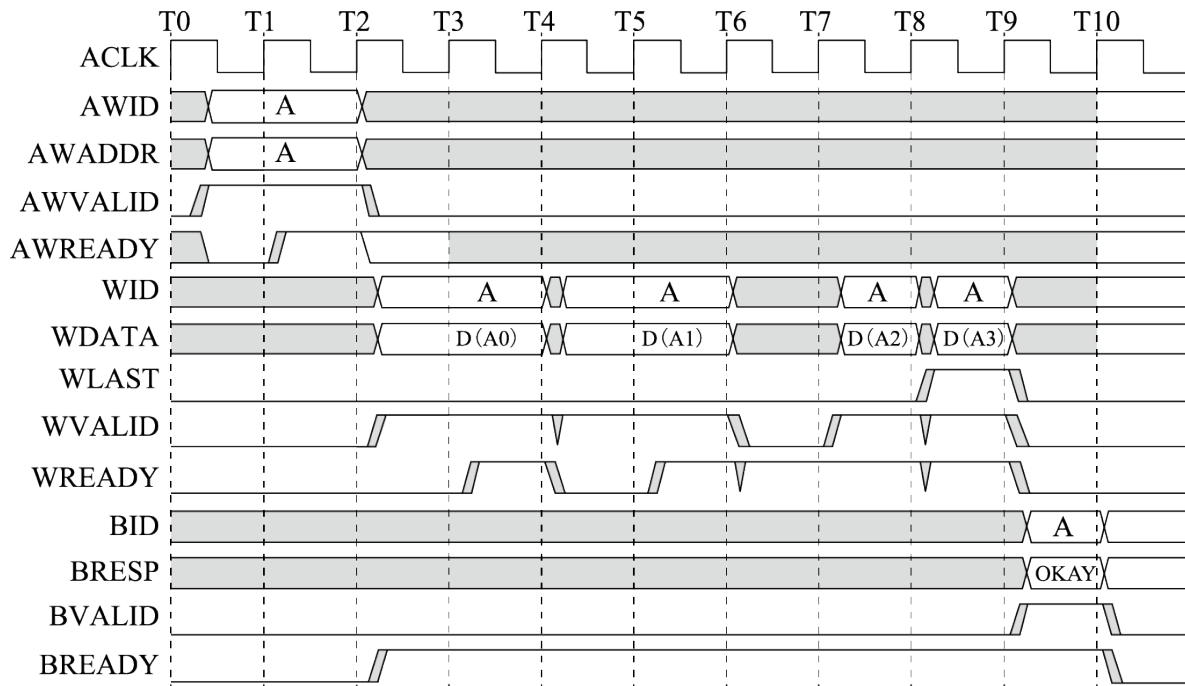 T0 T1 T2 T3 T4 T5 T6 T7 T8 T9 T10
ACLK
AWID A
AWADDR A
AWVALID
AWREADY
WID A A A A
WDATA D(A0) D(A1) D(A2) D(A3)
WLAST
WVALID
WREADY
BID A
BRESP OKAY
BVALID
BREADY